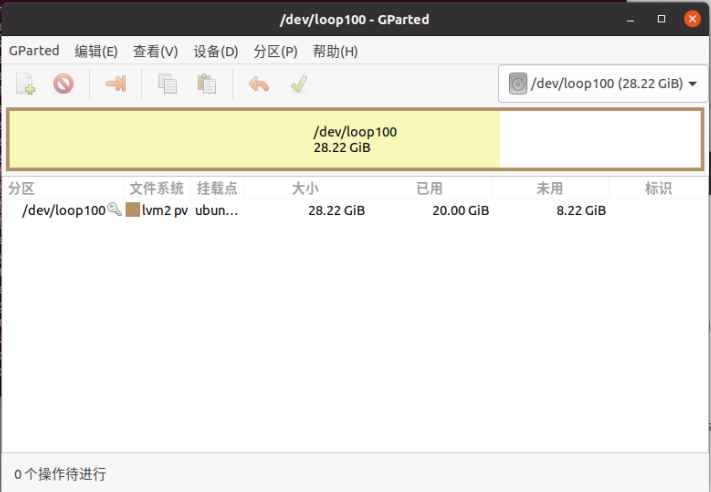 /dev/loop100 - GParted
GParted 编辑(E) 查看(V) 设备(D) 分区(P) 帮助(H)
/dev/loop100 (28.22 GiB)
/dev/loop100
28.22 GiB
分区 文件系统 挂载点 大小 已用 未用 标识
/dev/loop100 lvm2 pv ubun... 28.22 GiB 20.00 GiB 8.22 GiB
0 个操作待进行